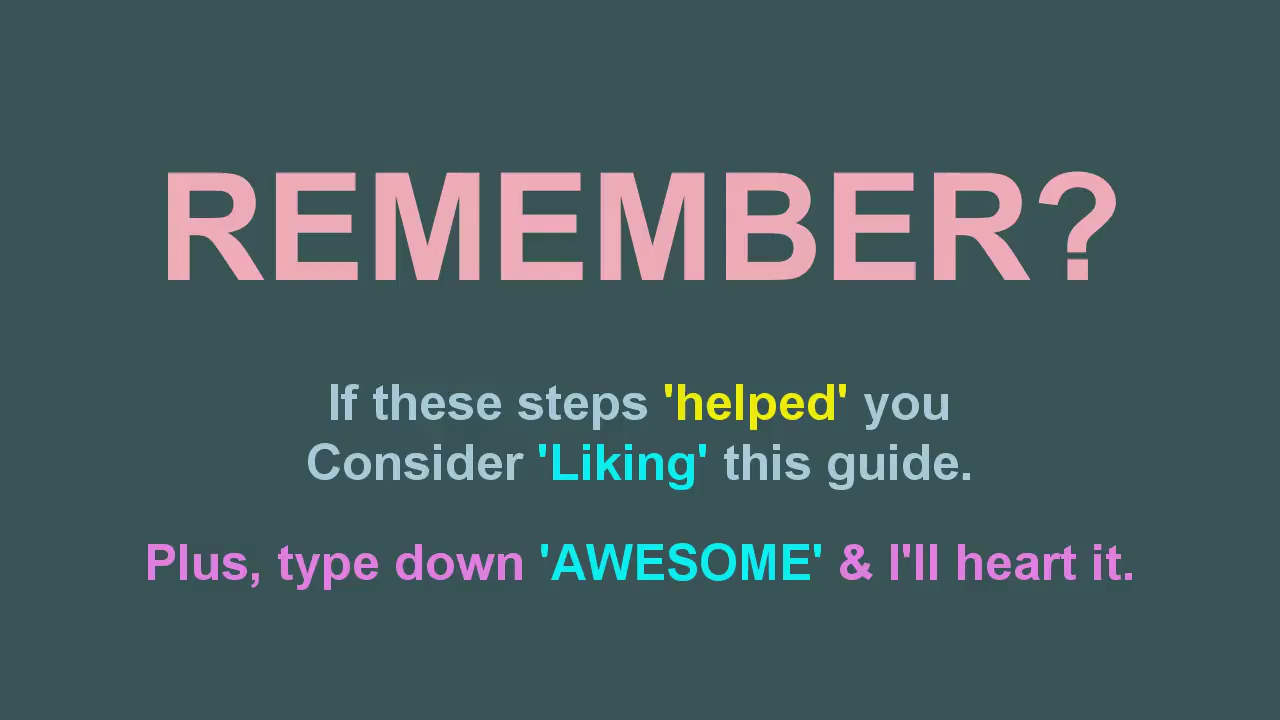 REMEMBER?
If these steps 'helped' you
Consider 'Liking' this guide.
Plus, type down 'AWESOME' & I'll heart it.